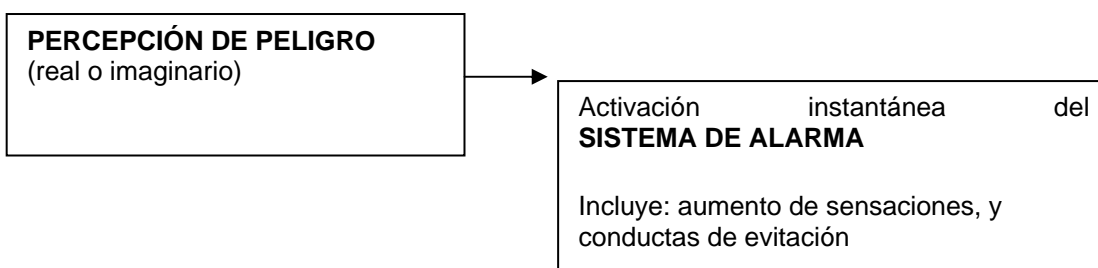 PERCEPCIÓN DE PELIGRO
(real o imaginario)
Activación instantánea del
SISTEMA DE ALARMA
Incluye: aumento de sensaciones, y
conductas de evitación